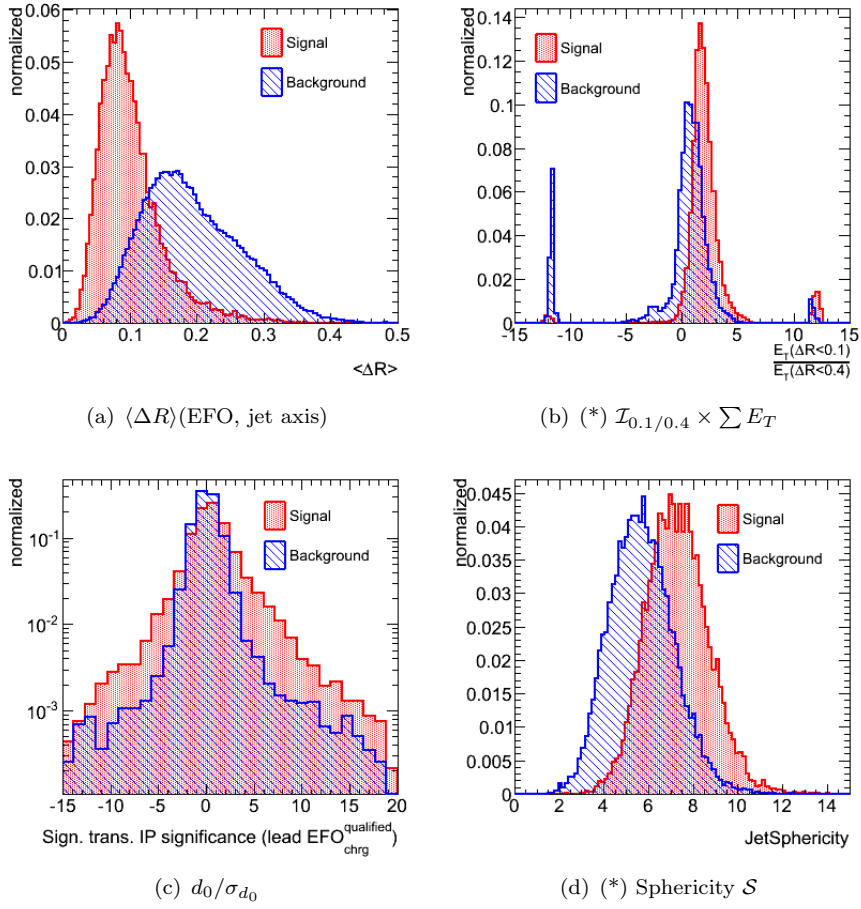 normalized
0.06
0.05
0.04
0.03
0.02
0.01
0
0 0.1 0.2 0.3 0.4 0.5
Signal
Background
<ΔR>
(a) ⟨ΔR⟩(EFO, jet axis)
normalized
0.14
0.12
0.1
0.08
0.06
0.04
0.02
0
-15 -10 -5 0 5 10 15
Signal
Background
E_T(ΔR<0.1)
E_T(ΔR<0.4)
(b) (*) I_{0.1/0.4} × ∑ E_T
normalized
10^{-1}
10^{-2}
10^{-3}
-15 -10 -5 0 5 10 15 20
Signal
Background
Sign. trans. IP significance (lead EFO^{qualified}_{chrg})
(c) d_0/σ_{d_0}
normalized
0.045
0.04
0.035
0.03
0.025
0.02
0.015
0.01
0.005
0
0 2 4 6 8 10 12 14
Signal
Background
JetSphericity
(d) (*) Sphericity S